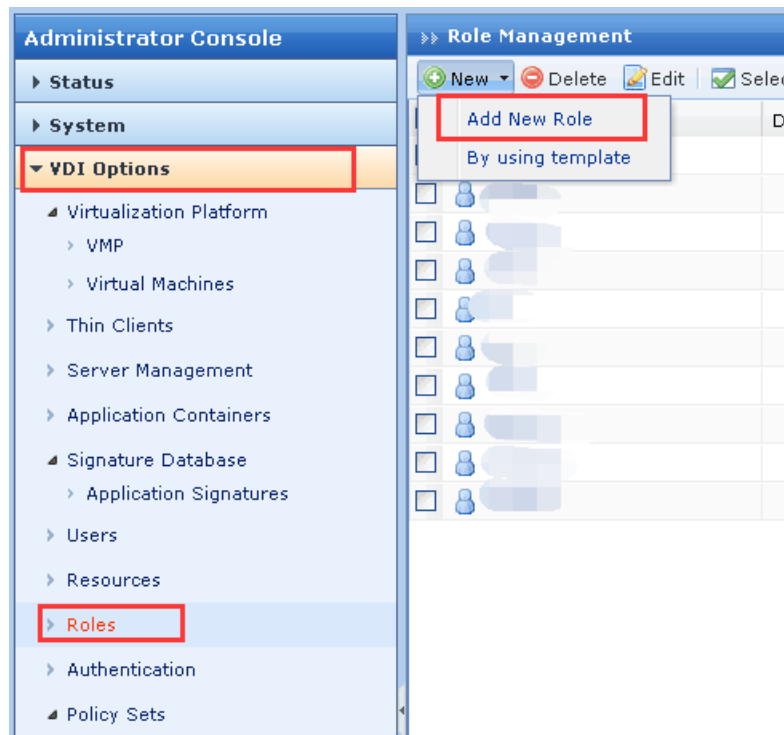 Administrator Console
Status
System
VDI Options
Virtualization Platform
VMP
Virtual Machines
Thin Clients
Server Management
Application Containers
Signature Database
Application Signatures
Users
Resources
Roles
Authentication
Policy Sets
Role Management
New Delete Edit Selec
Add New Role
By using template
D